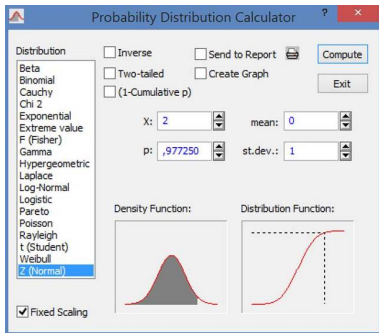 Probability Distribution Calculator
?
×
Distribution
Beta
Binomial
Cauchy
Chi 2
Exponential
Extreme value
F (Fisher)
Gamma
Hypergeometric
Laplace
Log-Normal
Logistic
Pareto
Poisson
Rayleigh
t (Student)
Weibull
Z (Normal)
Fixed Scaling
Inverse
Two-tailed
(1-Cumulative p)
Send to Report
Create Graph
Compute
Exit
X: 2
mean: 0
p: ,977250
st.dev.: 1
Density Function:
Distribution Function: